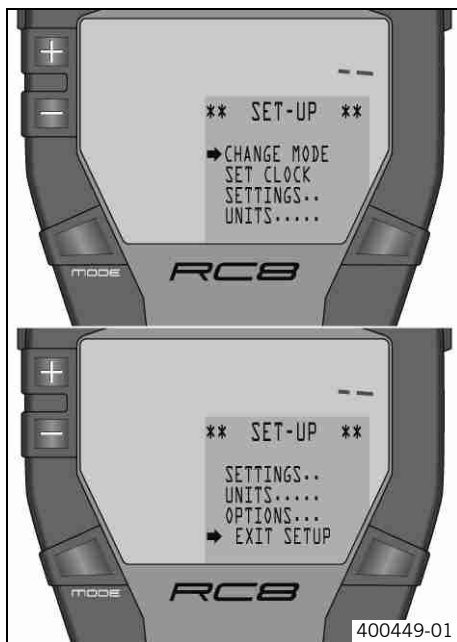 +
--
-
** SET-UP **
➡CHANGE MODE
SET CLOCK
SETTINGS..
UNITS.....
MODE
RC8
+
--
-
** SET-UP **
SETTINGS..
UNITS.....
OPTIONS...
➡ EXIT SETUP
MODE
RC8
400449-01